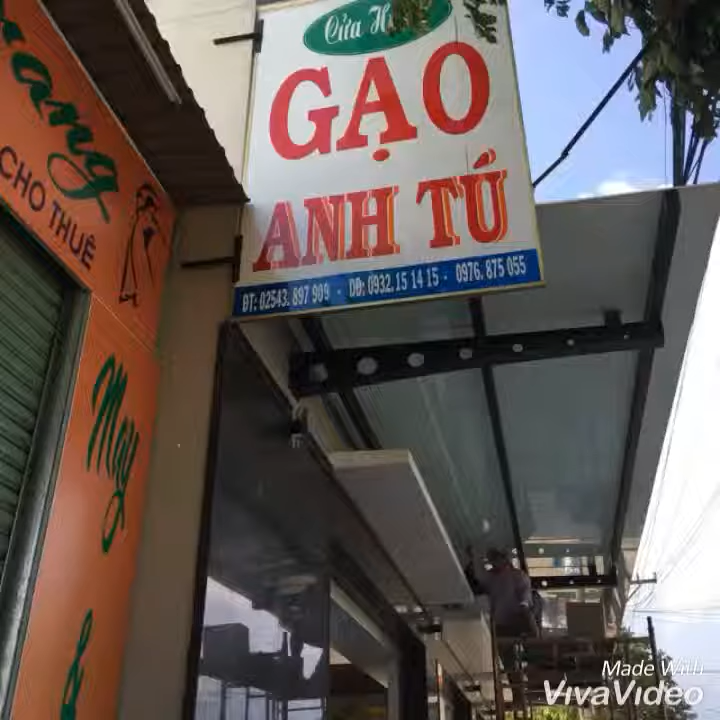 Cửa H
GẠO
ANH TÚ
ĐT: 02543. 897 909 - DĐ: 0932. 15 14 15 - 0976. 875 055
ang
CHO THUÊ
May
&
Made With
VivaVideo